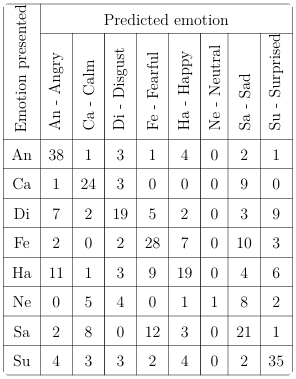 Predicted emotion
Emotion presented
An - Angry
Ca - Calm
Di - Disgust
Fe - Fearful
Ha - Happy
Ne - Neutral
Sa - Sad
Su - Surprised
An 38 1 3 1 4 0 2 1
Ca 1 24 3 0 0 0 9 0
Di 7 2 19 5 2 0 3 9
Fe 2 0 2 28 7 0 10 3
Ha 11 1 3 9 19 0 4 6
Ne 0 5 4 0 1 1 8 2
Sa 2 8 0 12 3 0 21 1
Su 4 3 3 2 4 0 2 35